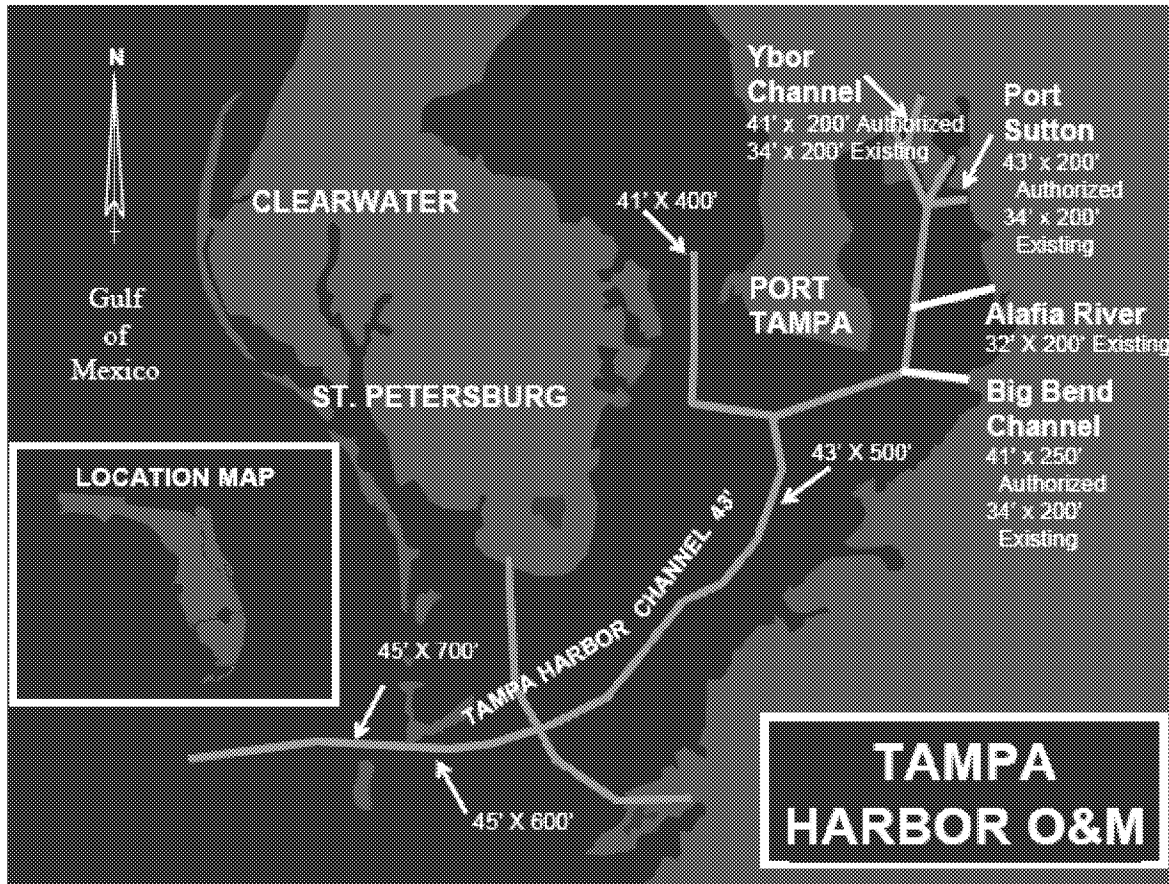 N
Ybor
Channel
41' x 200' Authorized
34' x 200' Existing
Port
Sutton
43' x 200'
Authorized
34' x 200'
Existing
CLEARWATER
41' X 400'
Gulf
of
Mexico
PORT
TAMPA
Alafia River
32' X 200' Existing
ST. PETERSBURG
Big Bend
Channel
41' x 250'
Authorized
34' x 200'
Existing
43' X 500'
LOCATION MAP
TAMPA HARBOR CHANNEL 43'
45' X 700'
45' X 600'
TAMPA
HARBOR O&M